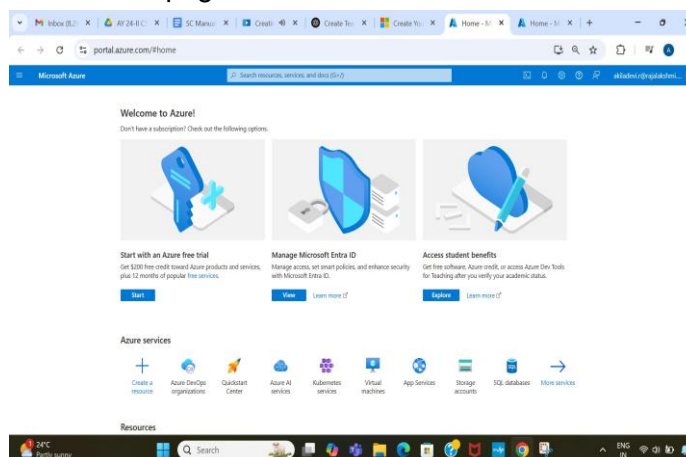 Inbox (8,2
AY 24-II C
SC Manual
Creatin
Create Tes
Create You
Home - M
Home - M
portal.azure.com/#home
Microsoft Azure
Search resources, services, and docs (G+/)
Welcome to Azure!
Don't have a subscription? Check out the following options.
Start with an Azure free trial
Get $200 free credit toward Azure products and services,
plus 12 months of popular free services.
Start
Manage Microsoft Entra ID
Manage access, set smart policies, and enhance security
with Microsoft Entra ID.
View Learn more
Access student benefits
Get free software, Azure credit, or access Azure Dev Tools
for Teaching after you verify your academic status.
Explore Learn more
Azure services
Create a
resource
Azure DevOps
organizations
Quickstart
Center
Azure AI
services
Kubernetes
services
Virtual
machines
App Services
Storage
accounts
SQL databases
More services
Resources
24°C
Partly sunny
Search
ENG
IN